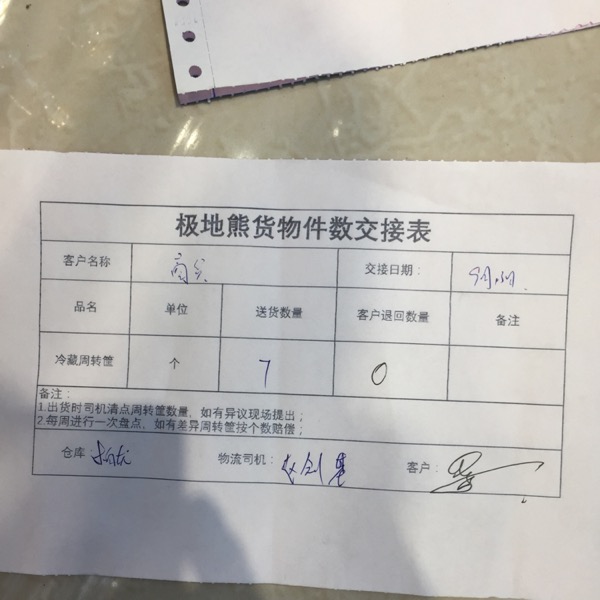 极地熊货物件数交接表
客户名称 交接日期：
品名 单位 送货数量 客户退回数量 备注
冷藏周转筐 个 7 0
备注：
1.出货时司机清点周转筐数量，如有异议现场提出；
2.每周进行一次盘点，如有差异周转筐按个数赔偿；
仓库： 物流司机： 客户：